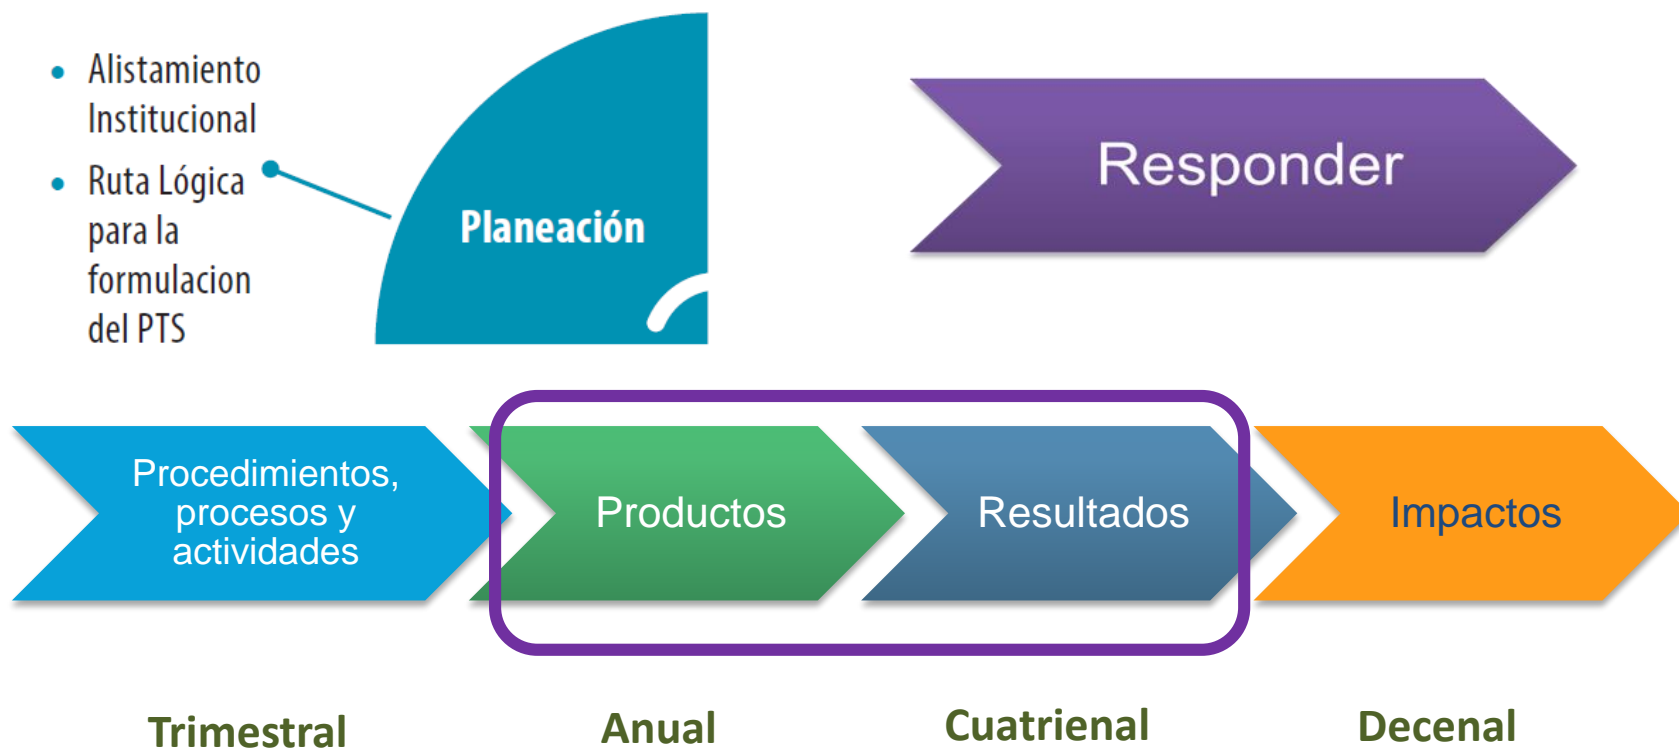 • Alistamiento
Institucional
• Ruta Lógica
para la
formulacion
del PTS
Planeación
Responder
Procedimientos,
procesos y
actividades
Productos
Resultados
Impactos
Trimestral
Anual
Cuatrienal
Decenal